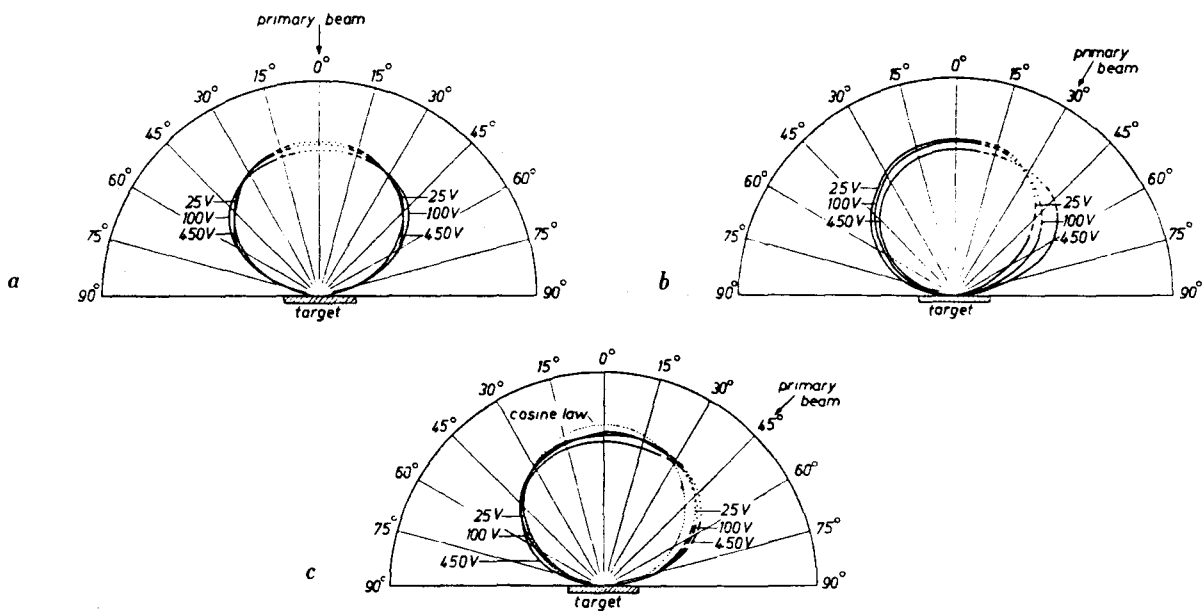 primary beam
15° 0° 15°
30° 30°
45° 45°
60° 60°
75° 75°
90° 90°
25V 25V
100V 100V
450V 450V
target
a
primary
beam
15° 0° 15°
30° 30°
45° 45°
60° 60°
75° 75°
90° 90°
25V 25V
100V 100V
450V 450V
target
b
primary
beam
15° 0° 15°
30° 30°
45° 45°
60° 60°
75° 75°
90° 90°
cosine law
25V 25V
100V 100V
450V 450V
target
c